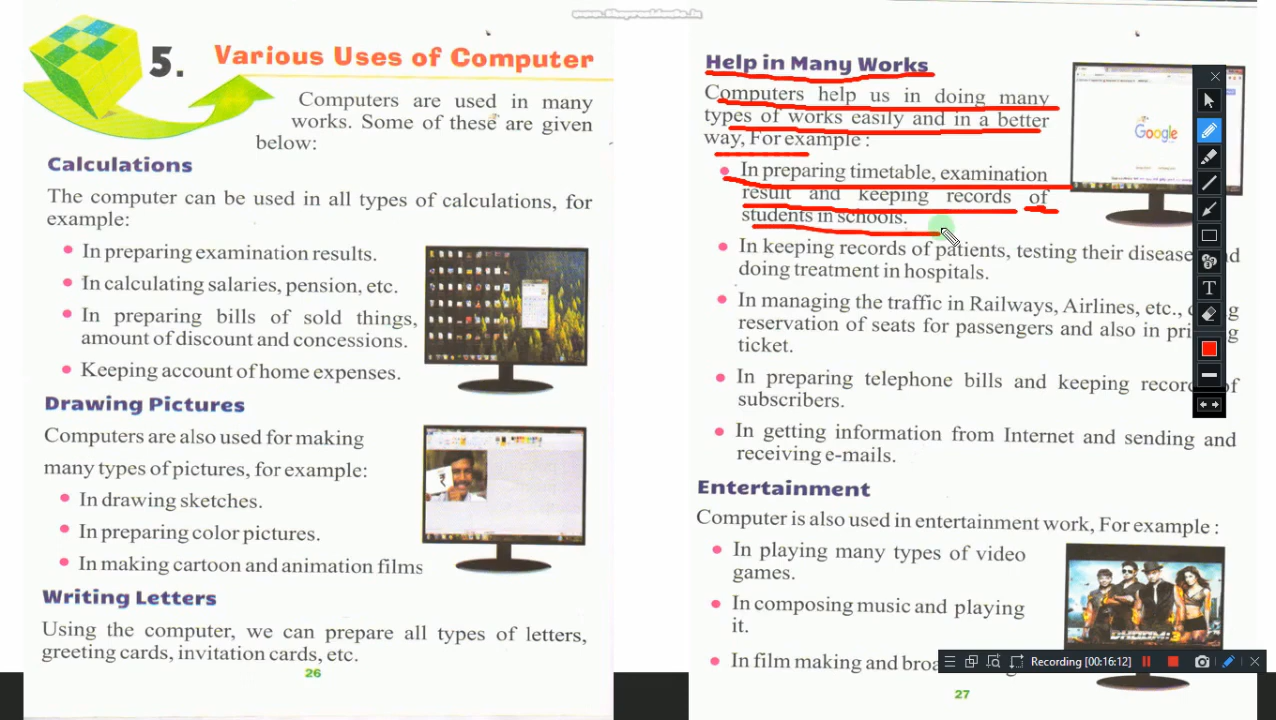 5. Various Uses of Computer
Computers are used in many
works. Some of these are given
below:
Calculations
The computer can be used in all types of calculations, for
example:
• In preparing examination results.
• In calculating salaries, pension, etc.
• In preparing bills of sold things,
amount of discount and concessions.
• Keeping account of home expenses.
Drawing Pictures
Computers are also used for making
many types of pictures, for example:
• In drawing sketches.
• In preparing color pictures.
• In making cartoon and animation films
Writing Letters
Using the computer, we can prepare all types of letters,
greeting cards, invitation cards, etc.
26
Help in Many Works
Computers help us in doing many
types of works easily and in a better
way, For example :
• In preparing timetable, examination
result and keeping records of
students in schools.
• In keeping records of patients, testing their disease
doing treatment in hospitals.
• In managing the traffic in Railways, Airlines, etc.,
reservation of seats for passengers and also in
ticket.
• In preparing telephone bills and keeping of
subscribers.
• In getting information from Internet and sending and
receiving e-mails.
Google
Entertainment
Computer is also used in entertainment work, For example :
• In playing many types of video
games.
• In composing music and playing
it.
• In film making and
DHOOM:3
Recording [00:16:12]
27
T